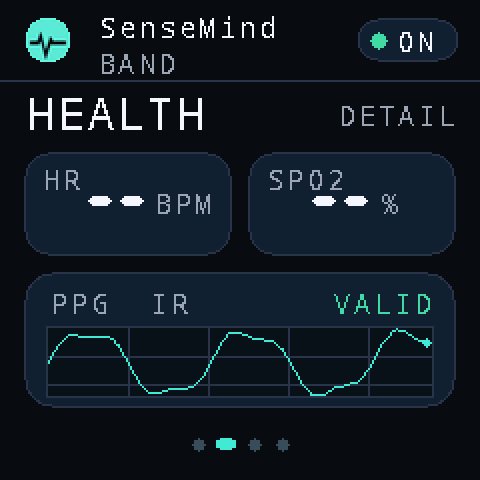 SenseMind
BAND
ON
HEALTH
DETAIL
HR
-- BPM
SPO2
-- %
PPG IR
VALID